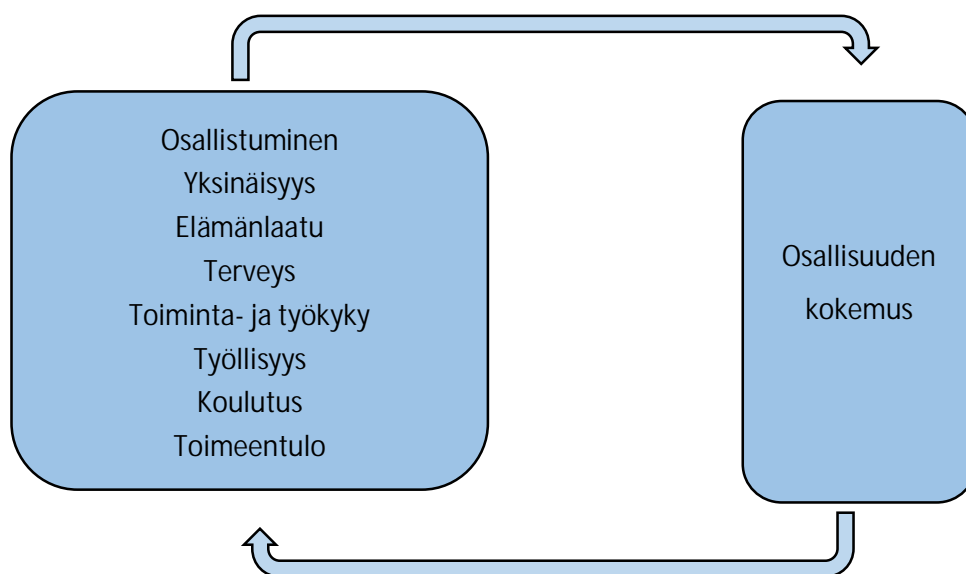 Osallistuminen
Yksinäisyys
Elämänlaatu
Terveys
Toiminta- ja työkyky
Työllisyys
Koulutus
Toimeentulo
Osallisuuden
kokemus